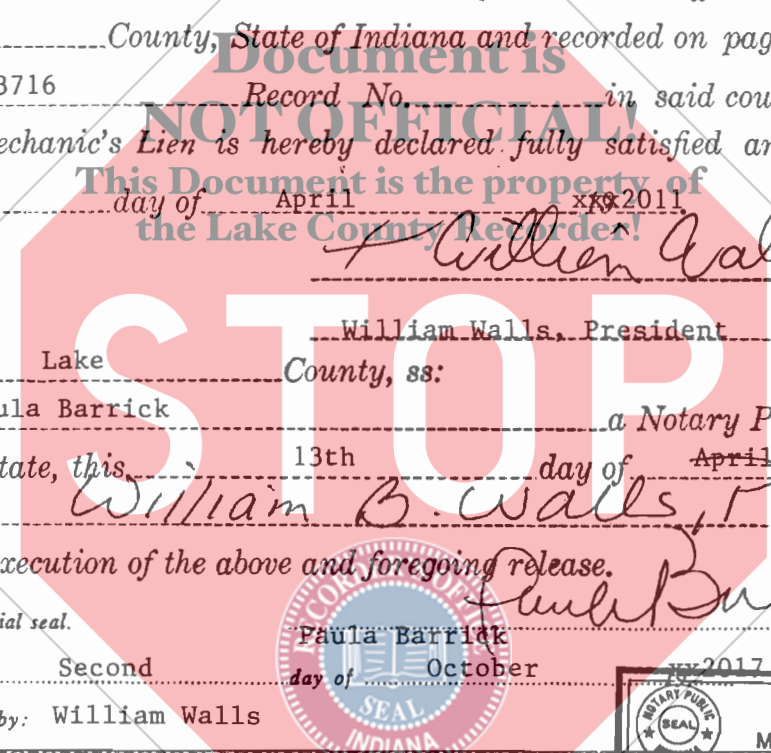 County, State of Indiana and recorded on pag
Document is
3716 Record No. in said cou
NOT OFFICIAL!
echanic's Lien is hereby declared fully satisfied an
This Document is the property of
day of April xx19x2011
the Lake County Recorder!
William Wal
William Walls, President
STOP
Lake County, ss:
ula Barrick a Notary P
tate, this 13th day of April
William B. Walls, P
xecution of the above and foregoing release.
ial seal.
Paula Barrick
Second day of October xx2017
by: William Walls
SEAL
INDIANA
NOTARY PUBLIC
SEAL
M